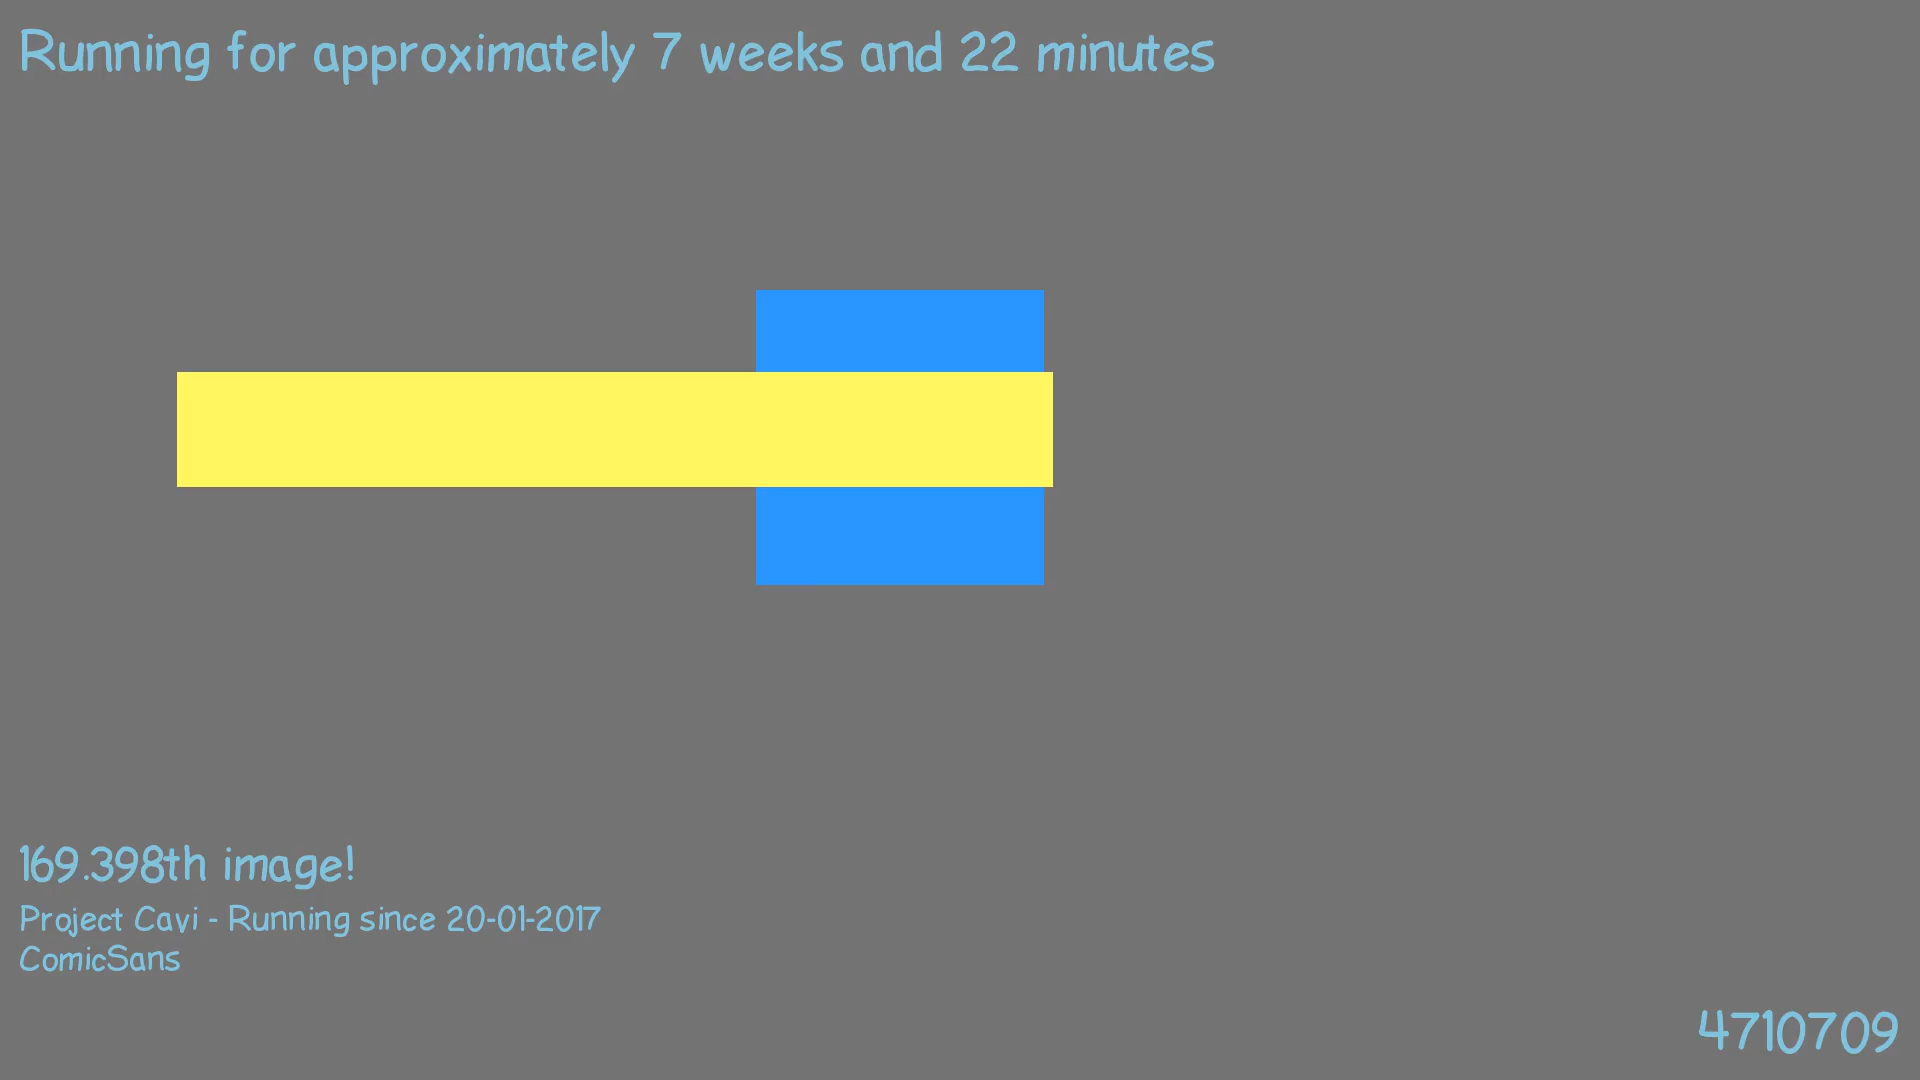 Running for approximately 7 weeks and 22 minutes
169.398th image!
Project Cavi - Running since 20-01-2017
ComicSans
4710709